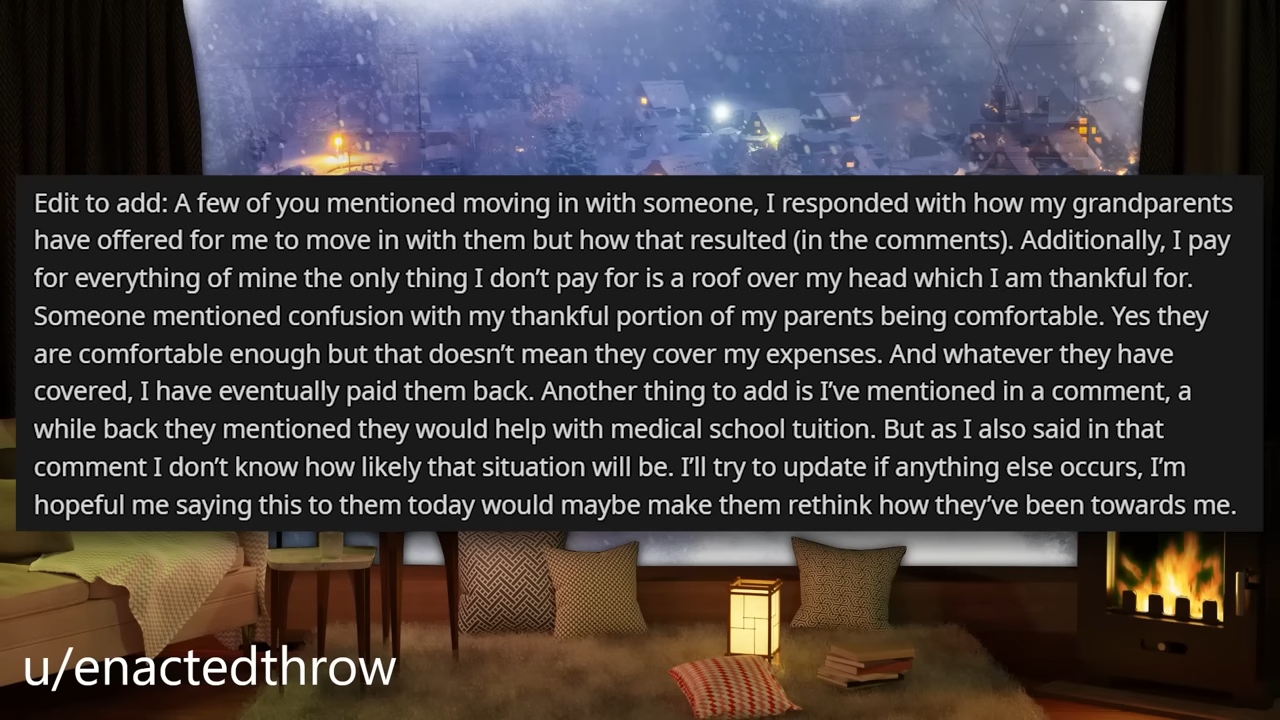 Edit to add: A few of you mentioned moving in with someone, I responded with how my grandparents
have offered for me to move in with them but how that resulted (in the comments). Additionally, I pay
for everything of mine the only thing I don’t pay for is a roof over my head which I am thankful for.
Someone mentioned confusion with my thankful portion of my parents being comfortable. Yes they
are comfortable enough but that doesn’t mean they cover my expenses. And whatever they have
covered, I have eventually paid them back. Another thing to add is I’ve mentioned in a comment, a
while back they mentioned they would help with medical school tuition. But as I also said in that
comment I don’t know how likely that situation will be. I’ll try to update if anything else occurs, I’m
hopeful me saying this to them today would maybe make them rethink how they’ve been towards me.
u/enactedthrow